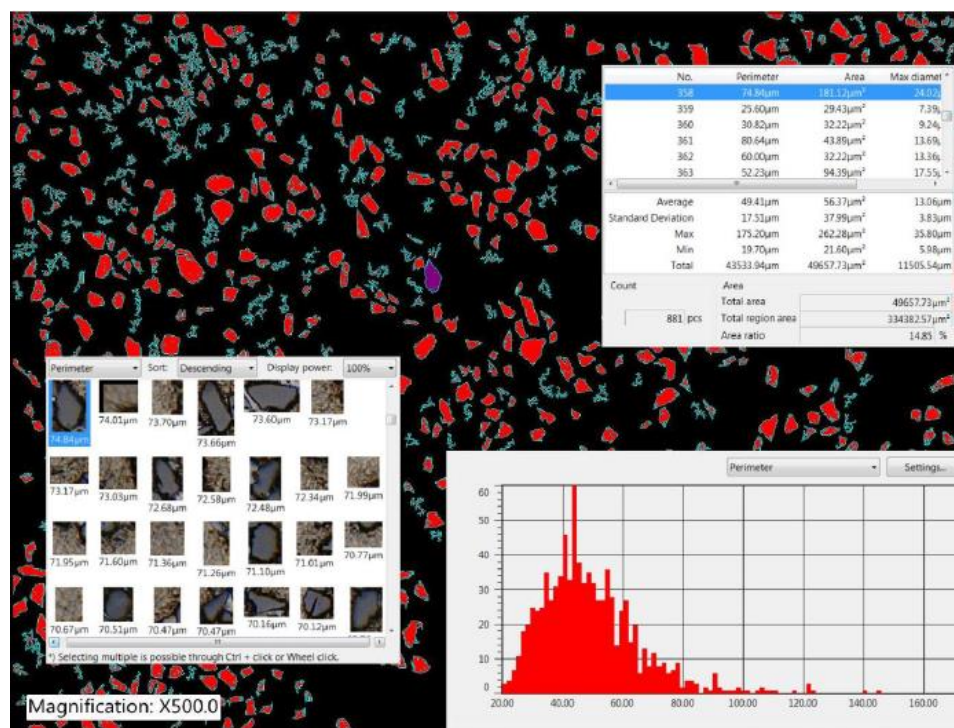 No. Perimeter Area Max diamet
358 74.84µm 181.12µm² 24.02µ
359 25.60µm 29.43µm² 7.39µ
360 30.82µm 32.22µm² 9.24µ
361 80.64µm 43.89µm² 13.69µ
362 60.00µm 32.22µm² 13.36µ
363 52.23µm 94.39µm² 17.55µ
Average 49.41µm 56.37µm² 13.06µm
Standard Deviation 17.51µm 37.99µm² 3.83µm
Max 175.20µm 262.28µm² 35.80µm
Min 19.70µm 21.60µm² 5.98µm
Total 43533.94µm 49657.73µm² 11505.54µm
Count Area
Total area 49657.73µm²
881 pcs Total region area 334382.57µm²
Area ratio 14.85 %
Perimeter Sort: Descending Display power: 100%
74.84µm 74.01µm 73.70µm 73.66µm 73.60µm 73.17µm
73.17µm 73.03µm 72.68µm 72.58µm 72.48µm 72.34µm 71.99µm
71.95µm 71.60µm 71.36µm 71.26µm 71.10µm 71.01µm 70.77µm
70.67µm 70.51µm 70.47µm 70.47µm 70.16µm 70.12µm
*) Selecting multiple is possible through Ctrl + click or Wheel click.
Perimeter Settings...
60
50
40
30
20
10
0
20.00 40.00 60.00 80.00 100.00 120.00 140.00 160.00
Magnification: X500.0